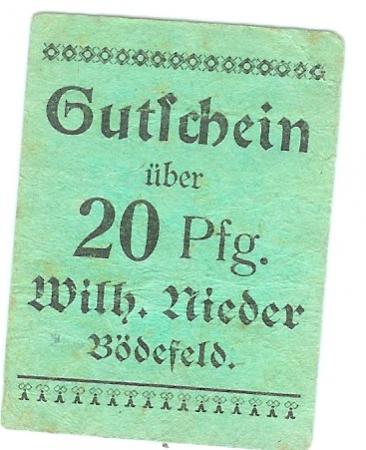 Gutſchein
über
20 Pfg.
Wilh. Nieder
Bödefeld.